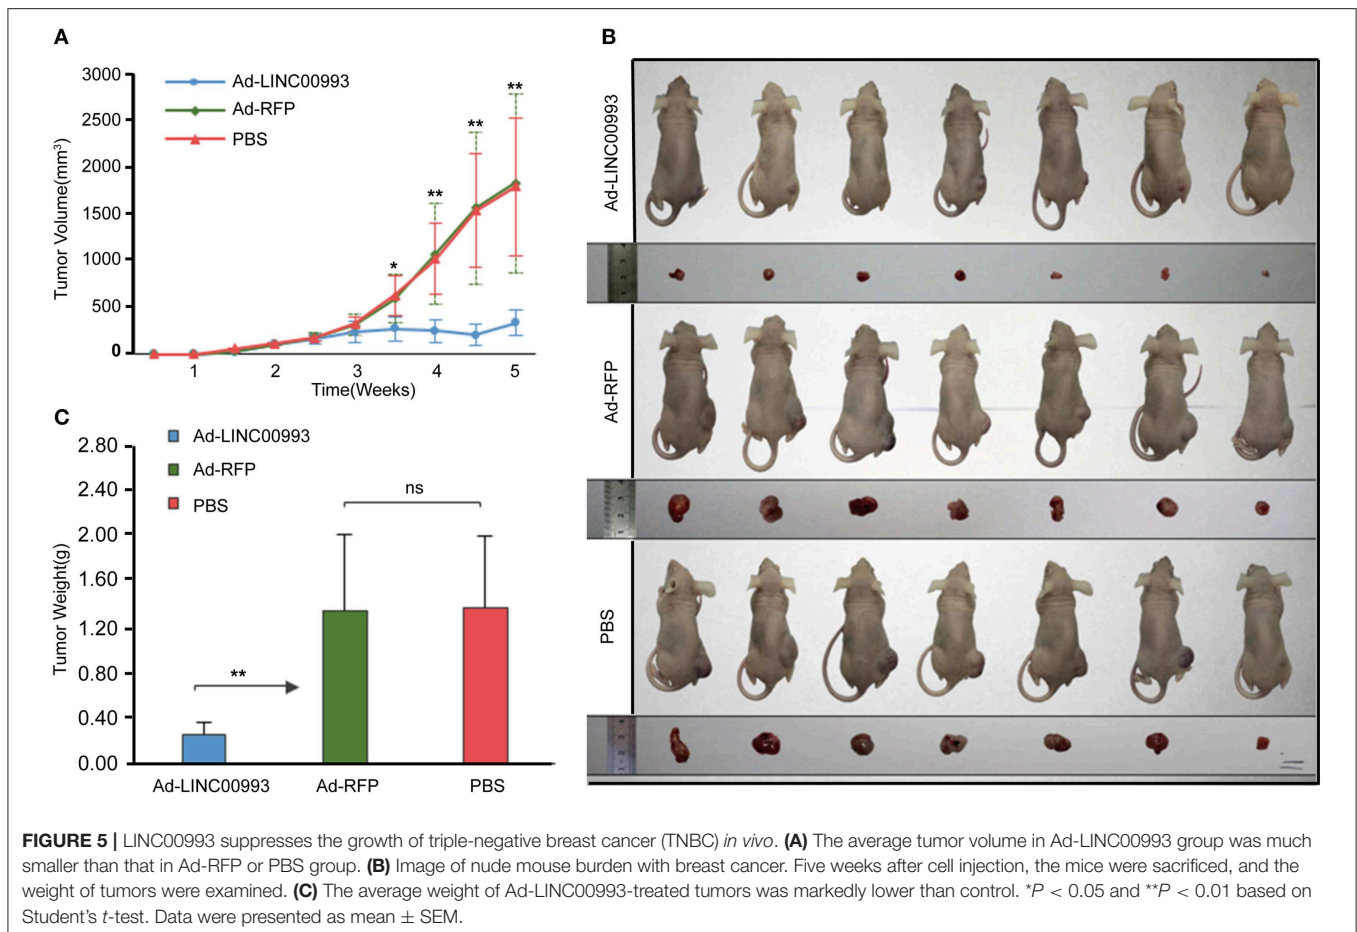 A
3000
2500
2000
1500
1000
500
0
Tumor Volume(mm³)
Ad-LINC00993
Ad-RFP
PBS
*
**
**
**
1
2
3
4
5
Time(Weeks)
B
Ad-LINC00993
Ad-RFP
PBS
C
2.80
2.40
2.00
1.60
1.20
0.80
0.40
0.00
Tumor Weight(g)
Ad-LINC00993
Ad-RFP
PBS
**
ns
Ad-LINC00993
Ad-RFP
PBS
FIGURE 5 | LINC00993 suppresses the growth of triple-negative breast cancer (TNBC) in vivo. (A) The average tumor volume in Ad-LINC00993 group was much
smaller than that in Ad-RFP or PBS group. (B) Image of nude mouse burden with breast cancer. Five weeks after cell injection, the mice were sacrificed, and the
weight of tumors were examined. (C) The average weight of Ad-LINC00993-treated tumors was markedly lower than control. *P < 0.05 and **P < 0.01 based on
Student's t-test. Data were presented as mean ± SEM.